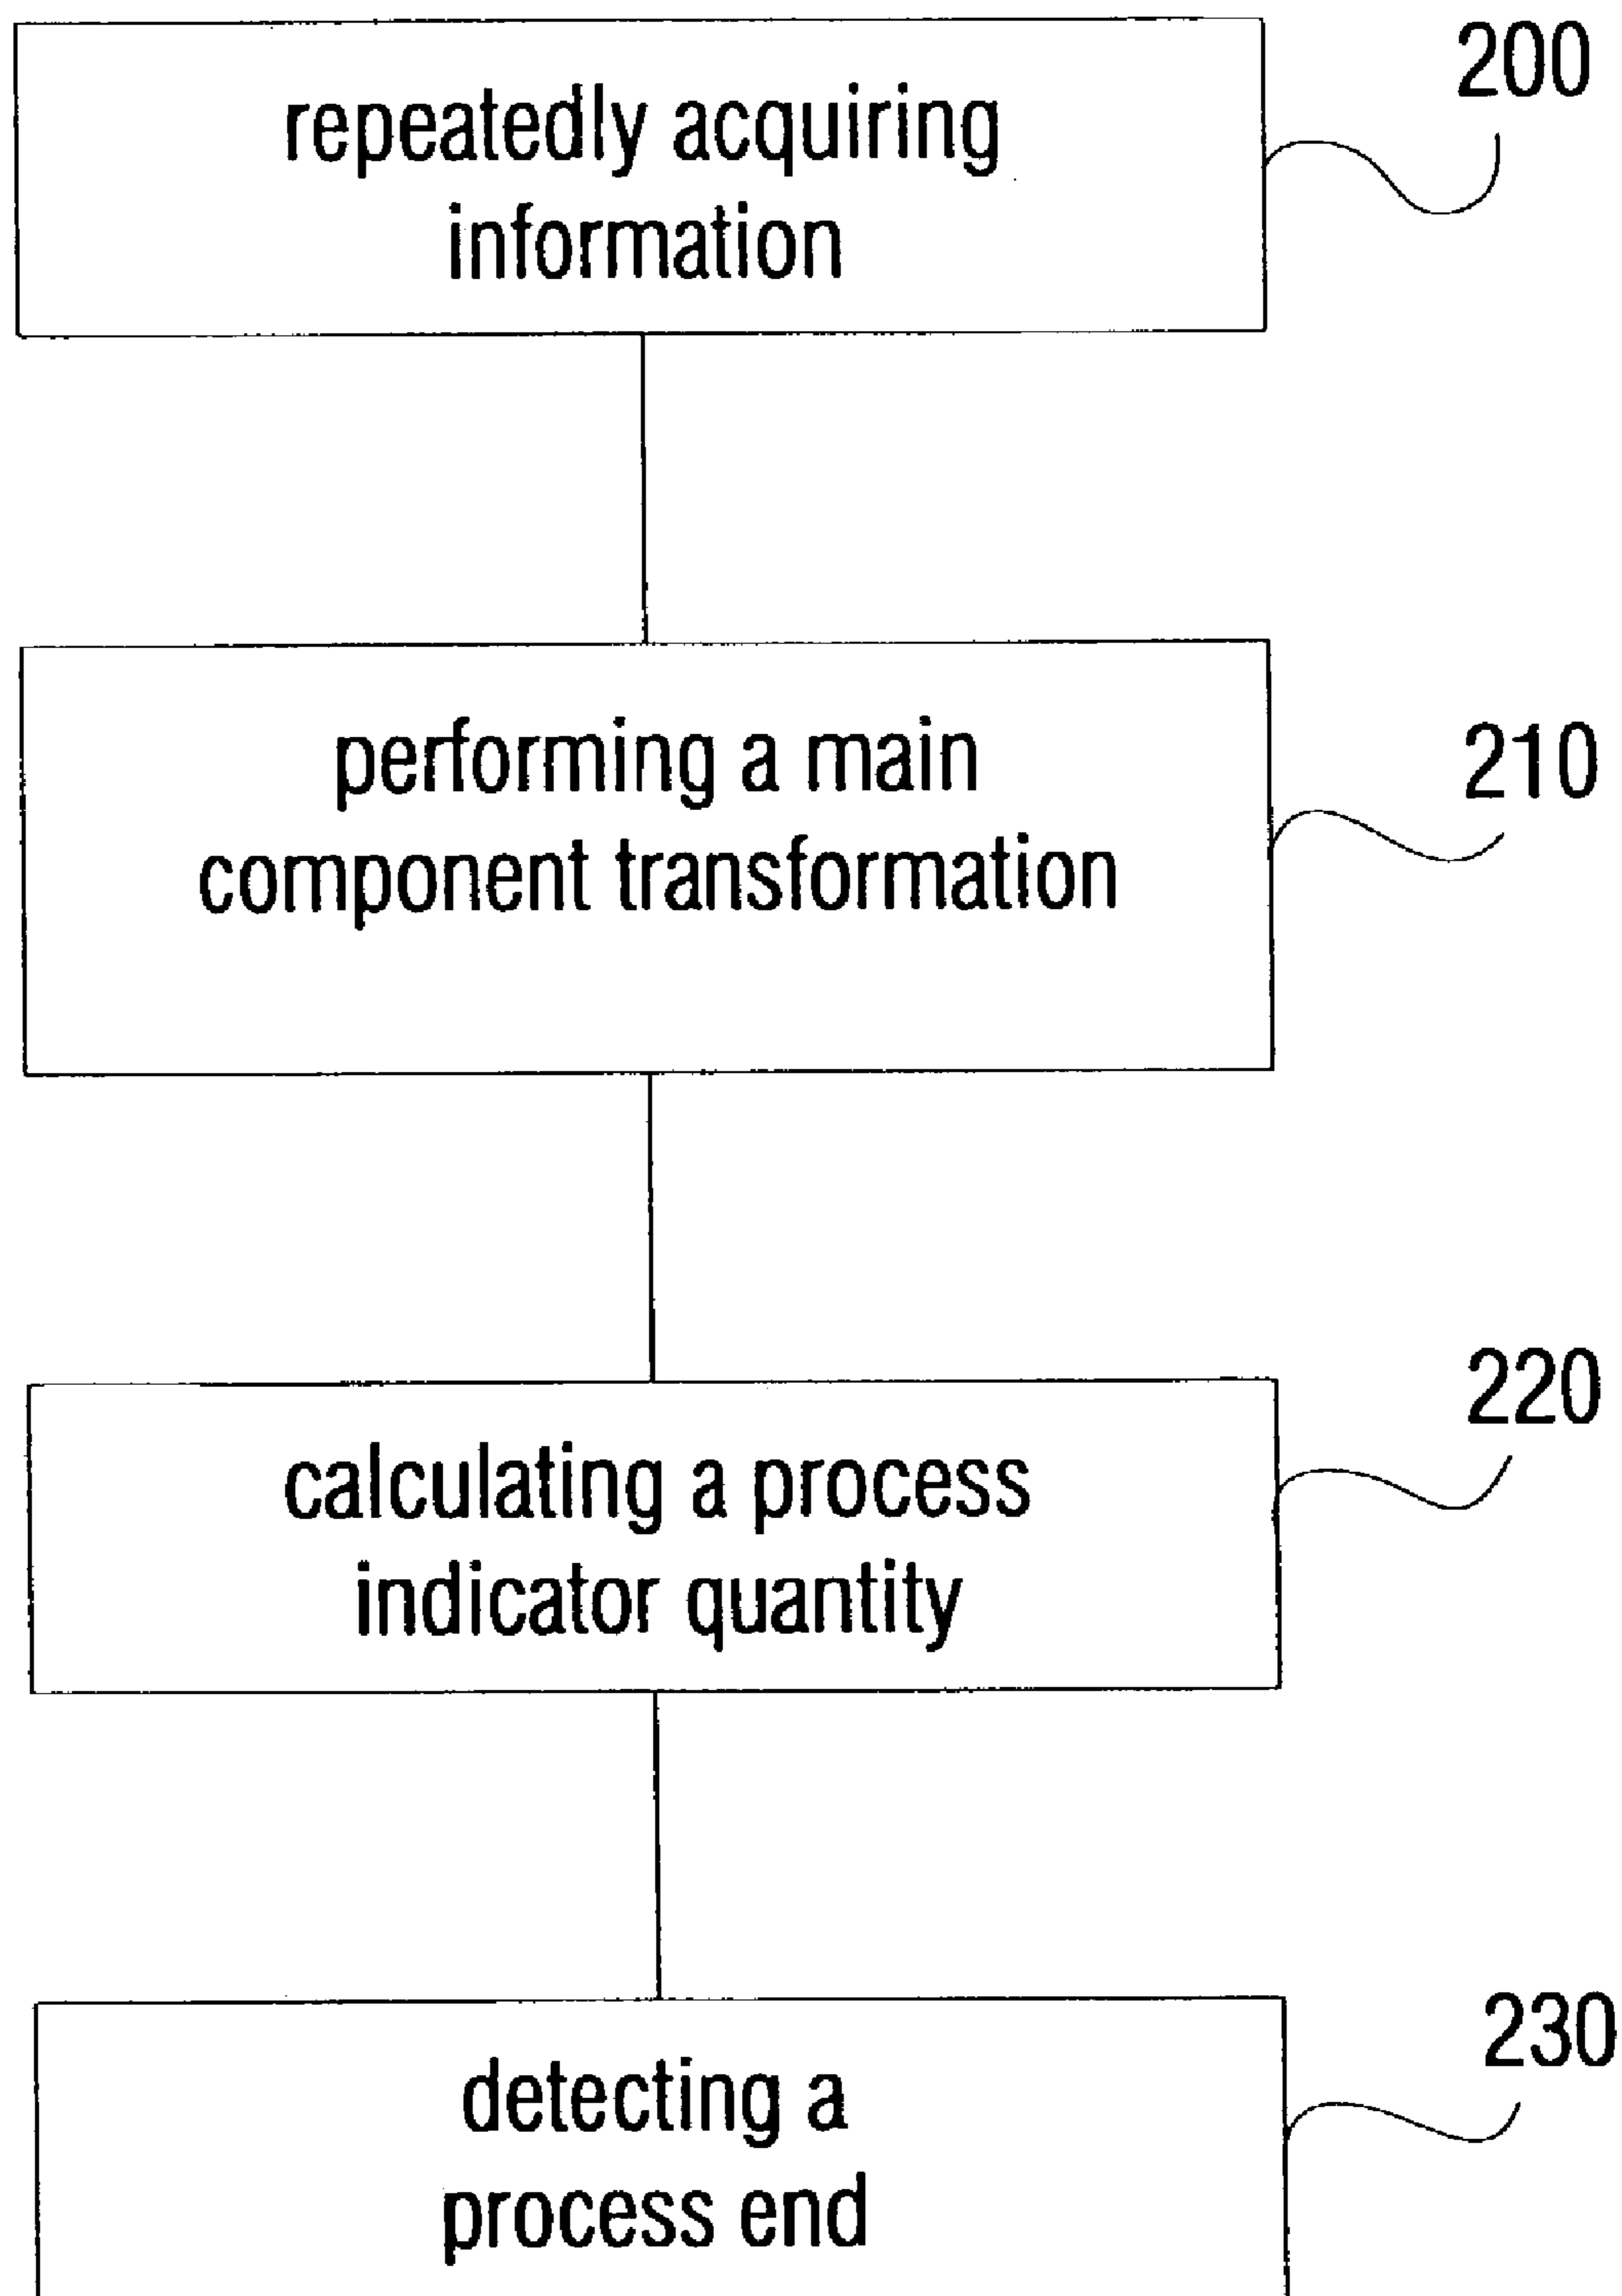 200
repeatedly acquiring
information
210
performing a main
component transformation
220
calculating a process
indicator quantity
230
detecting a
process end